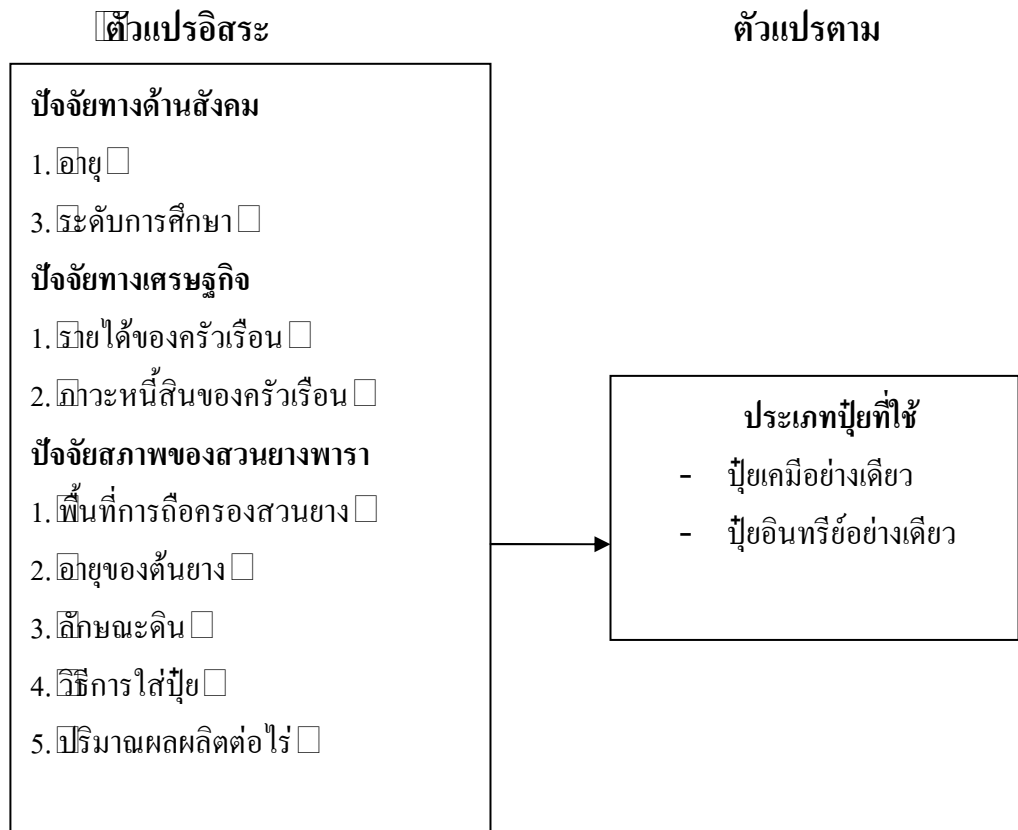 ตัวแปรอิสระ
ตัวแปรตาม
ปัจจัยทางด้านสังคม
1. อายุ
3. ระดับการศึกษา
ปัจจัยทางเศรษฐกิจ
1. รายได้ของครัวเรือน
2. ภาวะหนี้สินของครัวเรือน
ปัจจัยสภาพของสวนยางพารา
1. พื้นที่การถือครองสวนยาง
2. อายุของต้นยาง
3. ลักษณะดิน
4. วิธีการใส่ปุ๋ย
5. ปริมาณผลผลิตต่อไร่
ประเภทปุ๋ยที่ใช้
- ปุ๋ยเคมีอย่างเดียว
- ปุ๋ยอินทรีย์อย่างเดียว